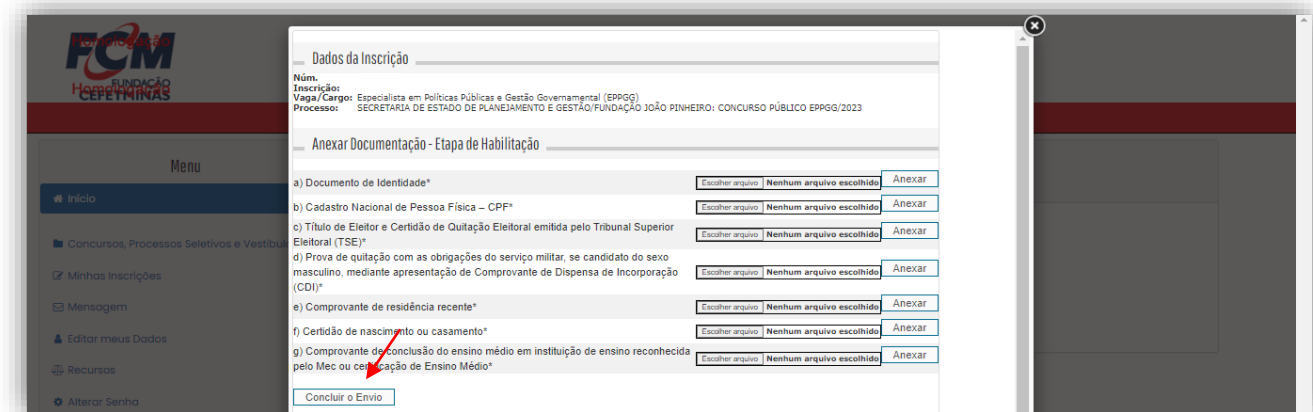 Homologação
FCM
FUNDAÇÃO
Homologação
CEFETMINAS
Menu
Início
Concursos, Processos Seletivos e Vestibul
Minhas Inscrições
Mensagem
Editar meus Dados
Recursos
Alterar Senha
Dados da Inscrição
Núm.
Inscrição:
Vaga/Cargo: Especialista em Políticas Públicas e Gestão Governamental (EPPGG)
Processo: SECRETARIA DE ESTADO DE PLANEJAMENTO E GESTÃO/FUNDAÇÃO JOÃO PINHEIRO: CONCURSO PÚBLICO EPPGG/2023
Anexar Documentação - Etapa de Habilitação
a) Documento de Identidade* Escolher arquivo Nenhum arquivo escolhido Anexar
b) Cadastro Nacional de Pessoa Física – CPF* Escolher arquivo Nenhum arquivo escolhido Anexar
c) Título de Eleitor e Certidão de Quitação Eleitoral emitida pelo Tribunal Superior
Eleitoral (TSE)* Escolher arquivo Nenhum arquivo escolhido Anexar
d) Prova de quitação com as obrigações do serviço militar, se candidato do sexo
masculino, mediante apresentação de Comprovante de Dispensa de Incorporação Escolher arquivo Nenhum arquivo escolhido Anexar
(CDI)*
e) Comprovante de residência recente* Escolher arquivo Nenhum arquivo escolhido Anexar
f) Certidão de nascimento ou casamento* Escolher arquivo Nenhum arquivo escolhido Anexar
g) Comprovante de conclusão do ensino médio em instituição de ensino reconhecida
pelo Mec ou certificação de Ensino Médio* Escolher arquivo Nenhum arquivo escolhido Anexar
Concluir o Envio